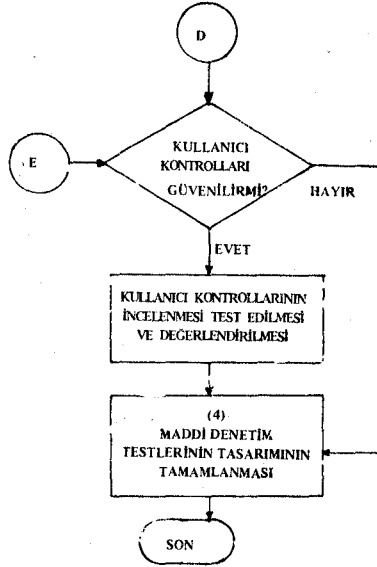 D
E
KULLANICI
KONTROLLARI
GÜVENİLİRMİ?
HAYIR
EVET
KULLANICI KONTROLLARININ
İNCELENMESİ TEST EDİLMESİ
VE DEĞERLENDİRİLMESİ
(4)
MADDİ DENETİM
TESTLERİNİN TASARIMININ
TAMAMLANMASI
SON